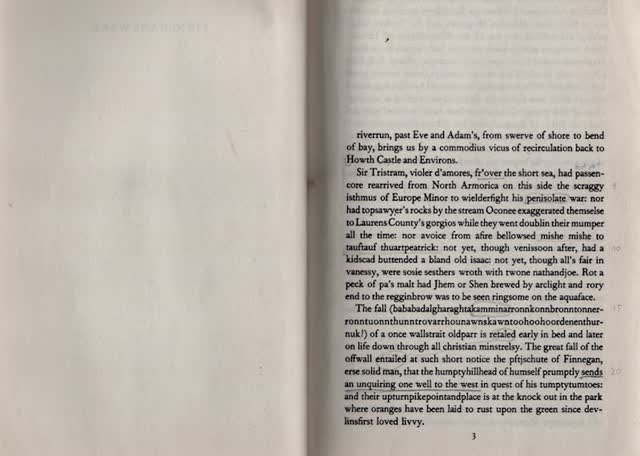 riverrun, past Eve and Adam's, from swerve of shore to bend
of bay, brings us by a commodius vicus of recirculation back to
Howth Castle and Environs.
Sir Tristram, violer d'amores, fr'over the short sea, had passen-
core rearrived from North Armorica on this side the scraggy
isthmus of Europe Minor to wielderfight his penisolate war: nor
had topsawyer's rocks by the stream Oconee exaggerated themselse
to Laurens County's gorgios while they went doublin their mumper
all the time: nor avoice from afire bellowsed mishe mishe to
tauftauf thuartpeatrick: not yet, though venissoon after, had a
kidscad buttended a bland old isaac: not yet, though all's fair in
vanessy, were sosie sesthers wroth with twone nathandjoe. Rot a
peck of pa's malt had Jhem or Shen brewed by arclight and rory
end to the regginbrow was to be seen ringsome on the aquaface.
The fall (bababadalgharaghtakamminarronnkonnbronntonner-
ronntuonnthunntrovarrhounawnskawntoohoohoordenenthur-
nuk!) of a once wallstrait oldparr is retaled early in bed and later
on life down through all christian minstrelsy. The great fall of the
offwall entailed at such short notice the pftjschute of Finnegan,
erse solid man, that the humptyhillhead of humself prumptly sends
an unquiring one well to the west in quest of his tumptytumtoes:
and their upturnpikepointandplace is at the knock out in the park
where oranges have been laid to rust upon the green since dev-
linsfirst loved livvy.
3